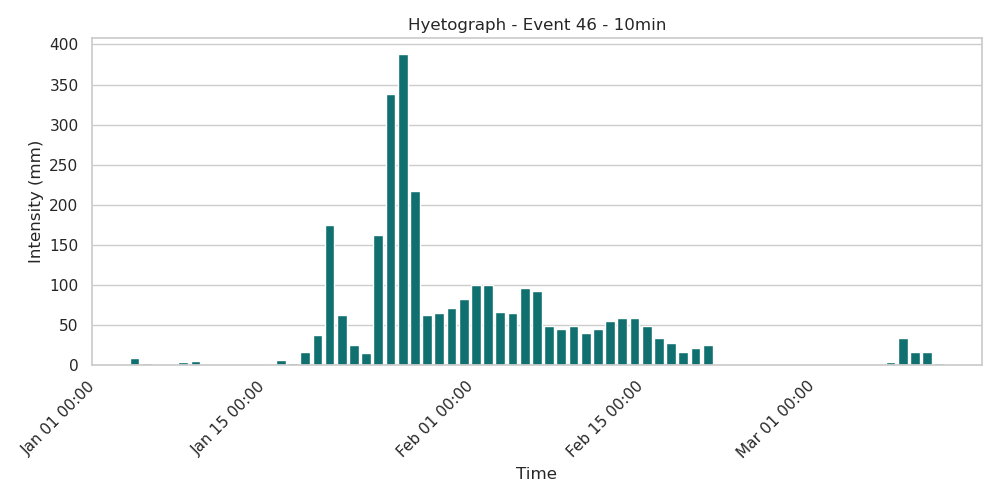 Hyetograph - Event 46 - 10min
Intensity (mm)
400
350
300
250
200
150
100
50
0
Jan 01 00:00
Jan 15 00:00
Feb 01 00:00
Feb 15 00:00
Mar 01 00:00
Time